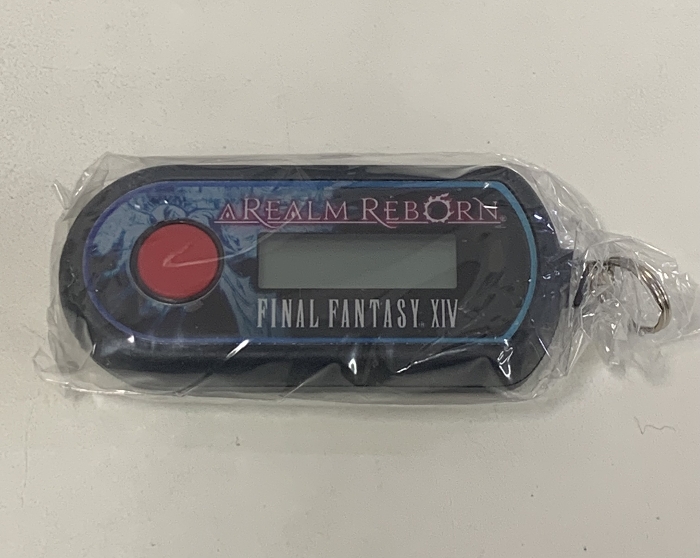 A REALM REBORN®
FINAL FANTASY® XIV